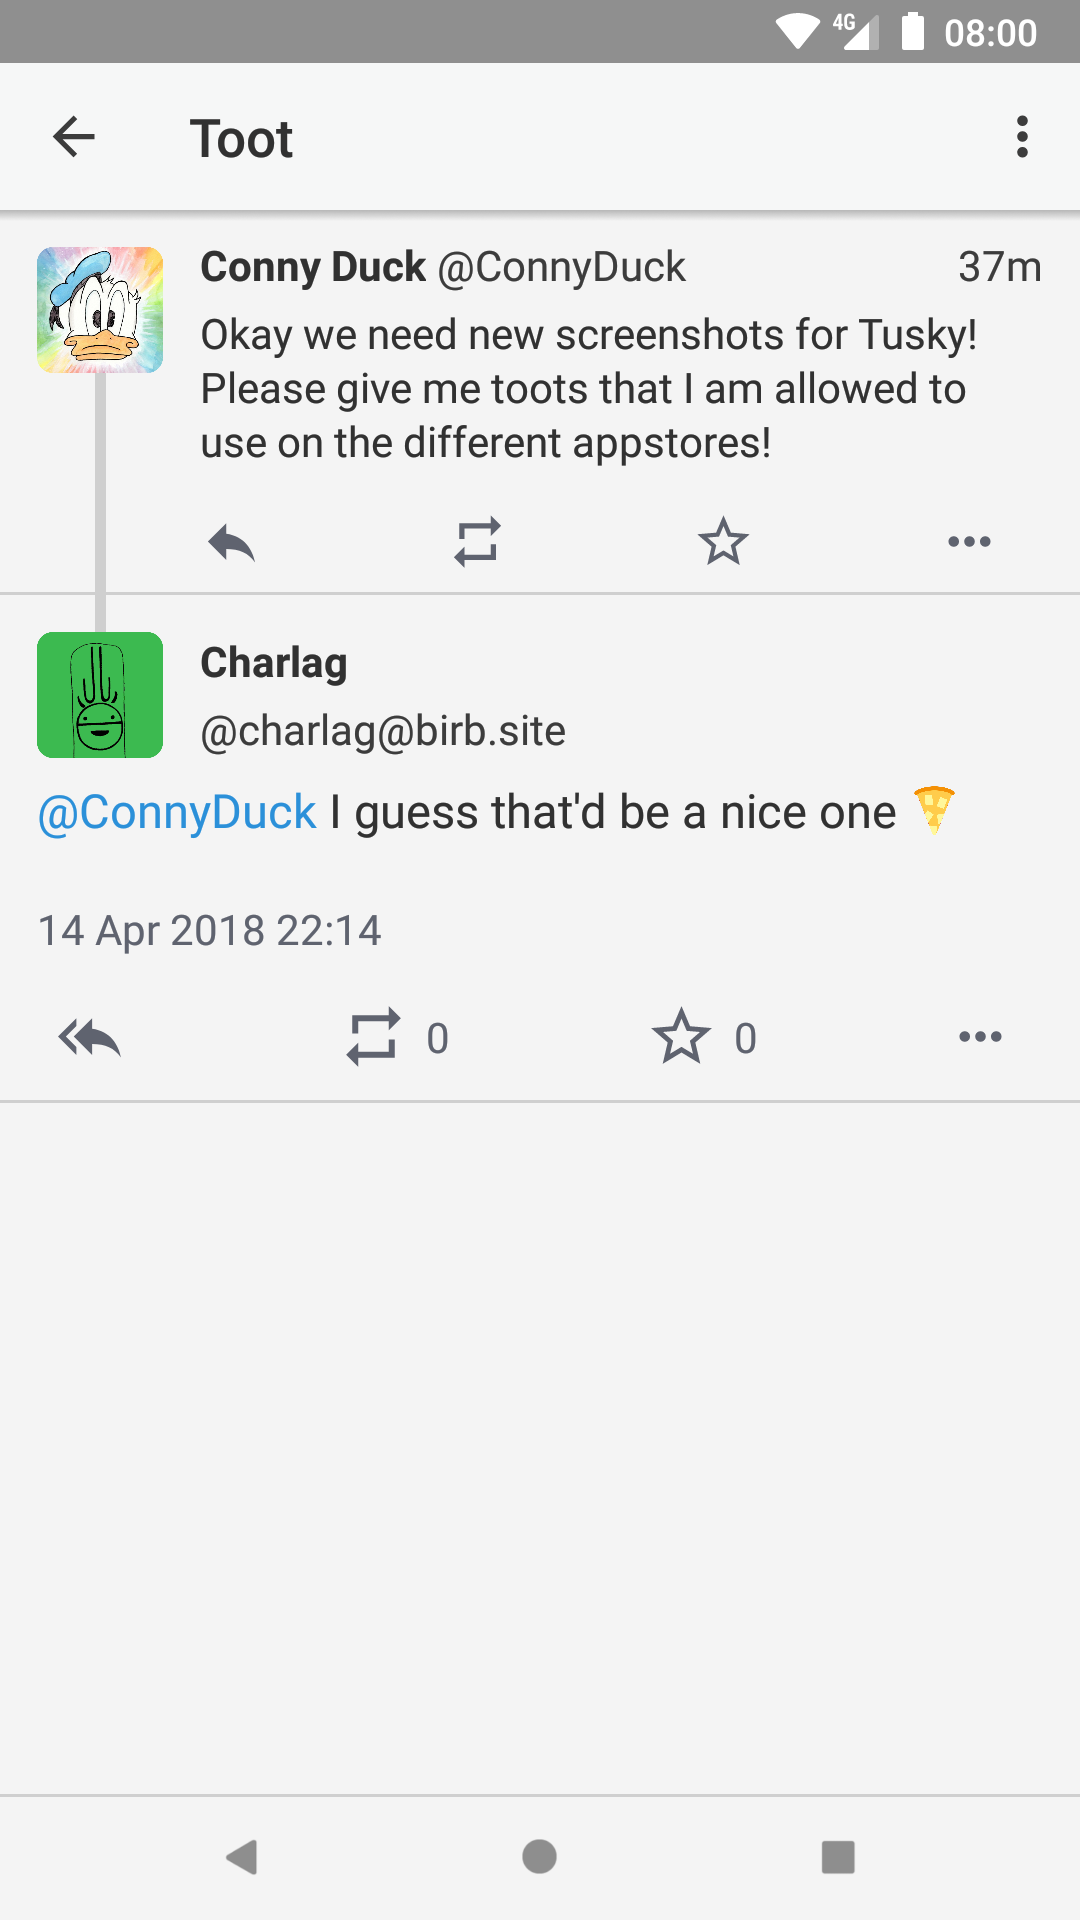 4G 08:00
Toot
Conny Duck @ConnyDuck 37m
Okay we need new screenshots for Tusky!
Please give me toots that I am allowed to
use on the different appstores!
Charlag
@charlag@birb.site
@ConnyDuck I guess that'd be a nice one 🍕
14 Apr 2018 22:14
0 0